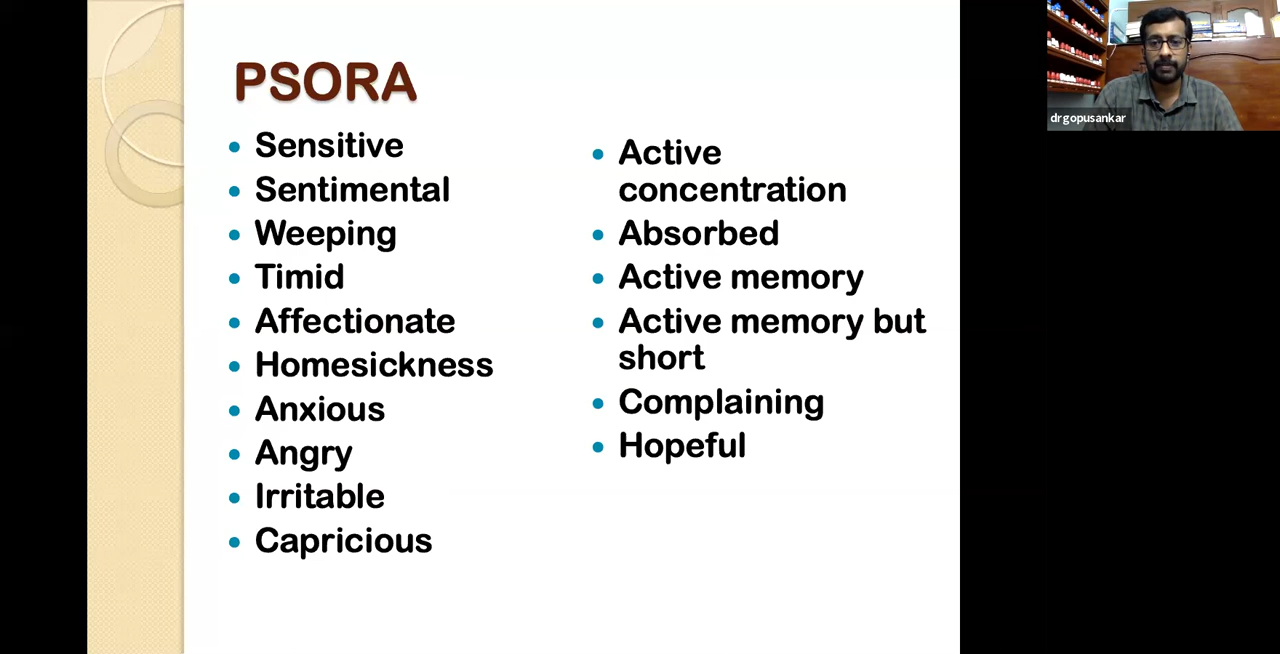 PSORA
Sensitive
Sentimental
Weeping
Timid
Affectionate
Homesickness
Anxious
Angry
Irritable
Capricious
Active
concentration
Absorbed
Active memory
Active memory but
short
Complaining
Hopeful
drgopusankar